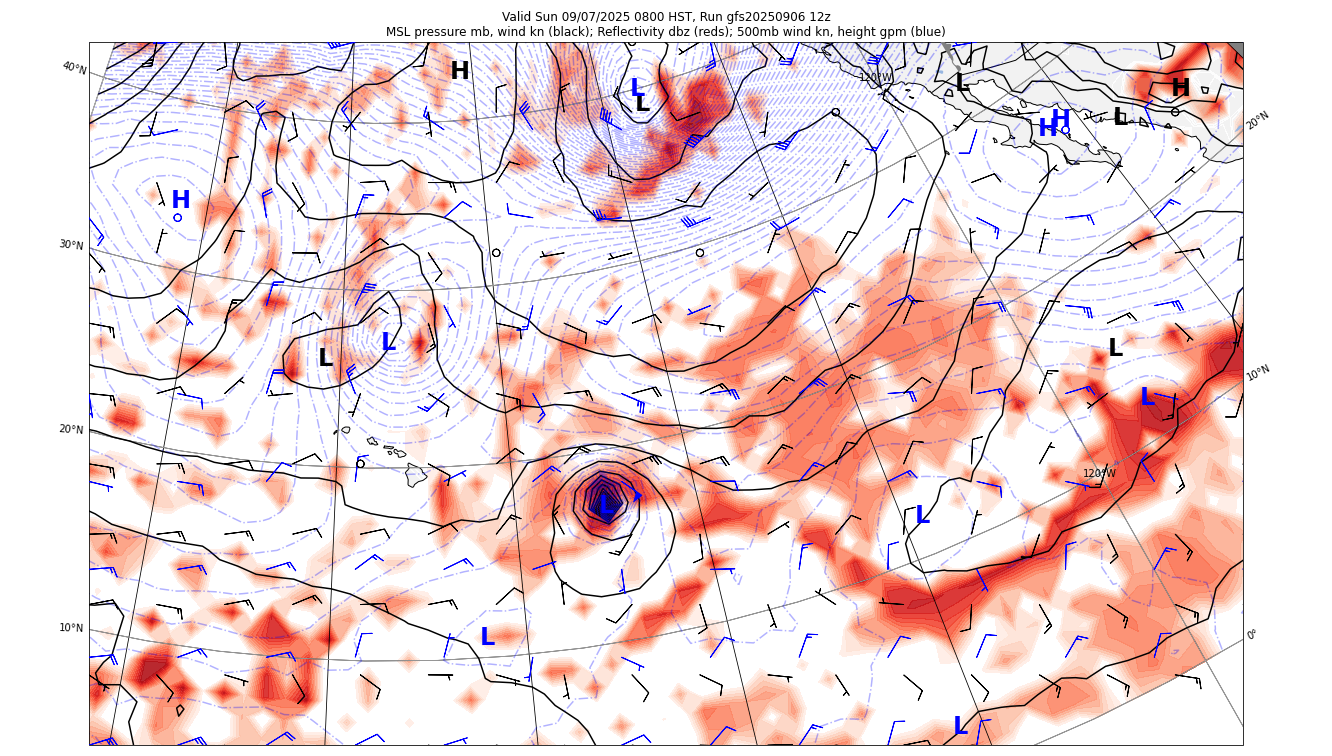 Valid Sun 09/07/2025 0800 HST, Run gfs20250906 12z
MSL pressure mb, wind kn (black); Reflectivity dbz (reds); 500mb wind kn, height gpm (blue)
40°N
H
L
L
120°W
L
H
L
H
H
20°N
H
30°N
L
L
L
10°N
L
20°N
120°W
L
L
10°N
L
0°
L